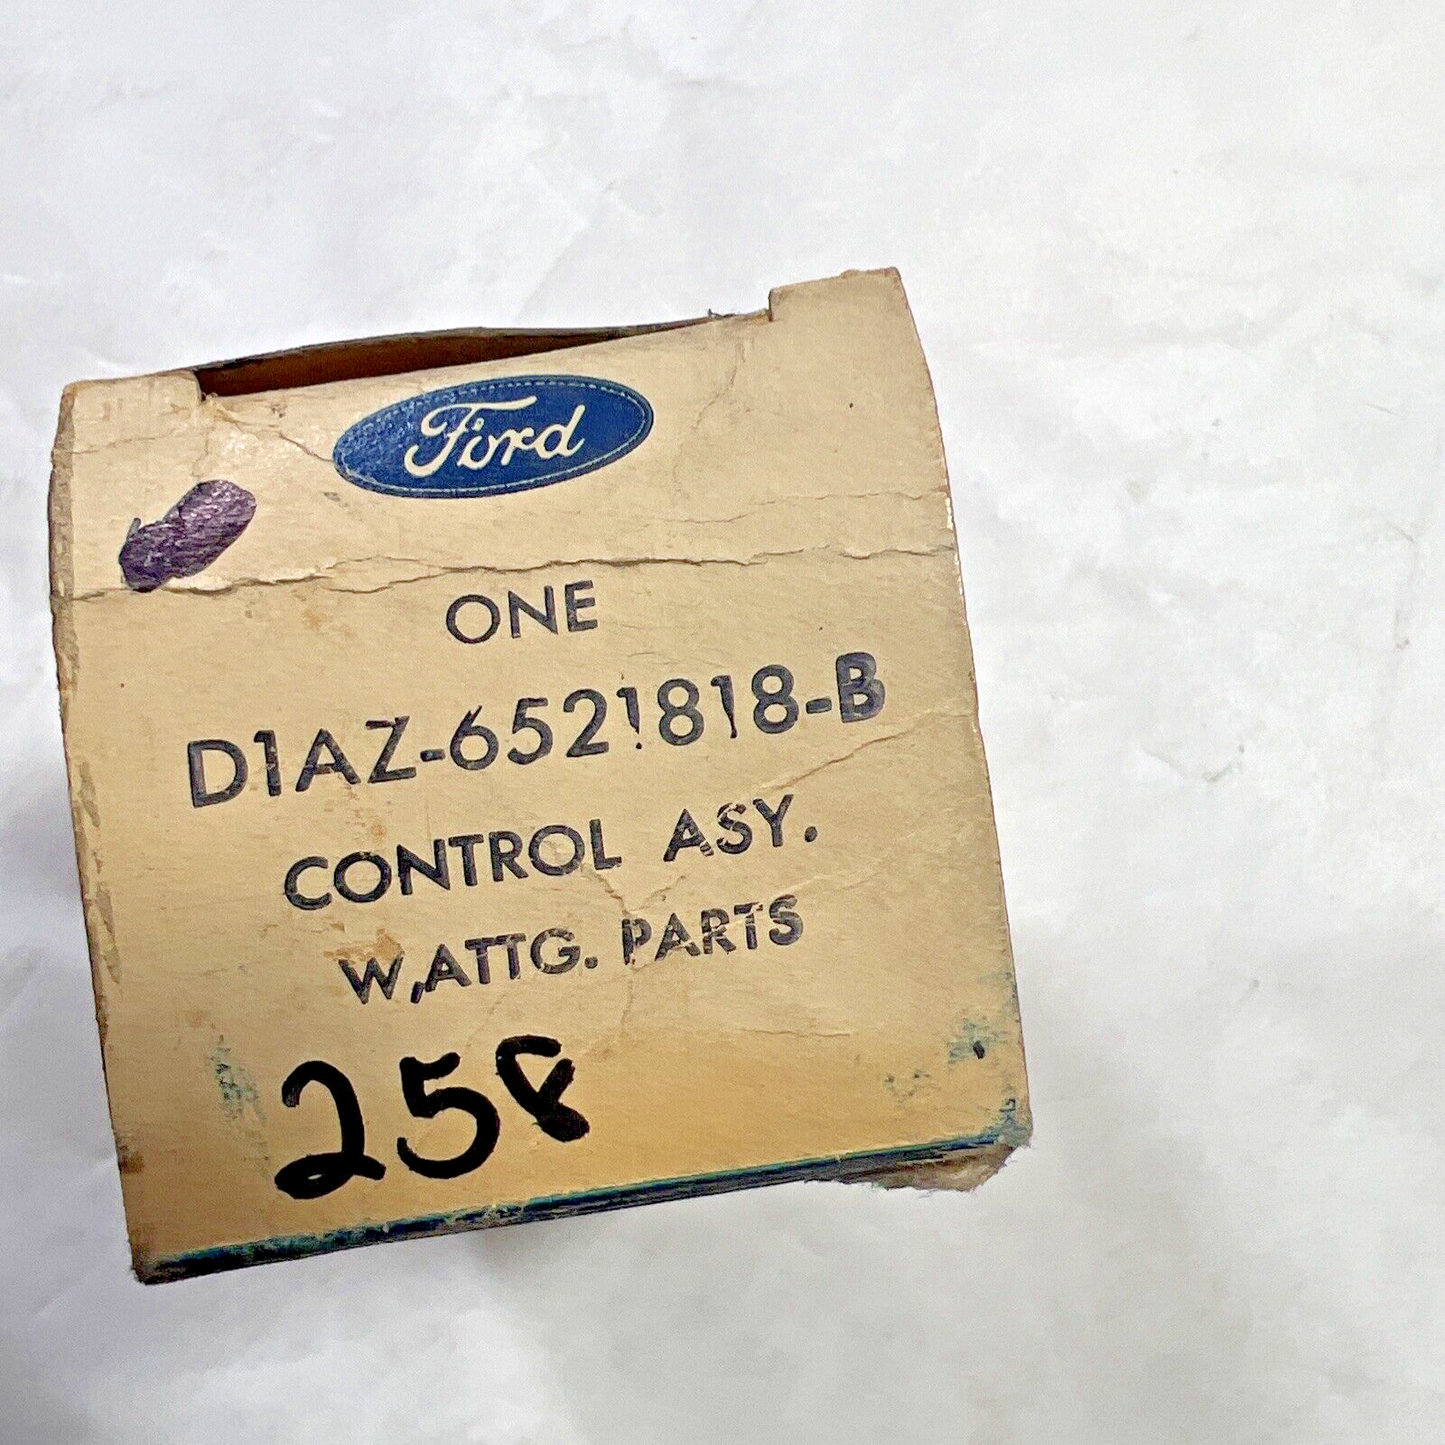 Ford
ONE
D1AZ-6521818-B
CONTROL ASY.
W,ATTG. PARTS
258